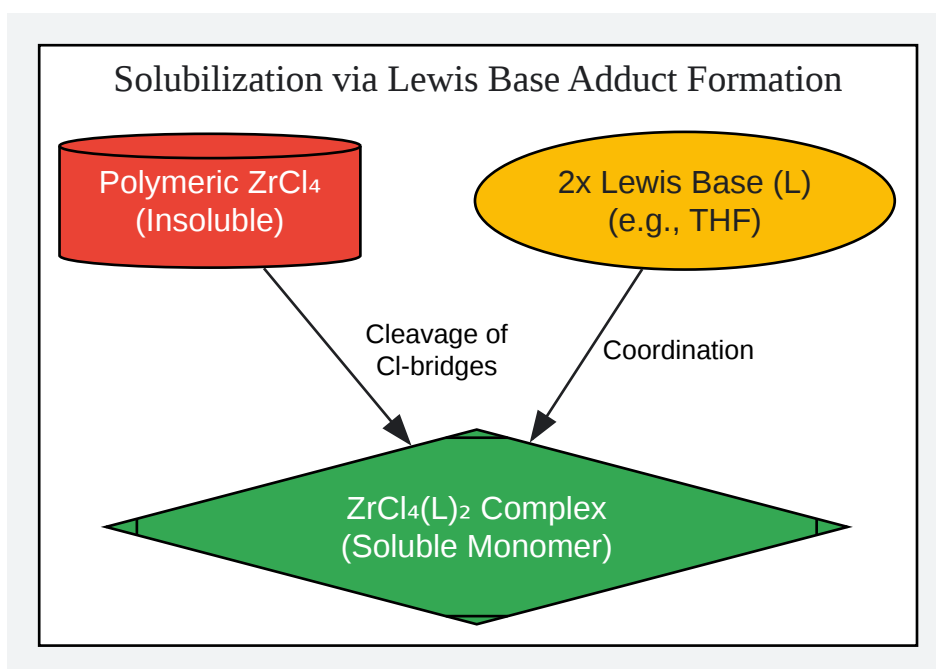 Solubilization via Lewis Base Adduct Formation
Polymeric ZrCl₄
(Insoluble)
2x Lewis Base (L)
(e.g., THF)
Cleavage of
Cl-bridges
Coordination
ZrCl₄(L)₂ Complex
(Soluble Monomer)